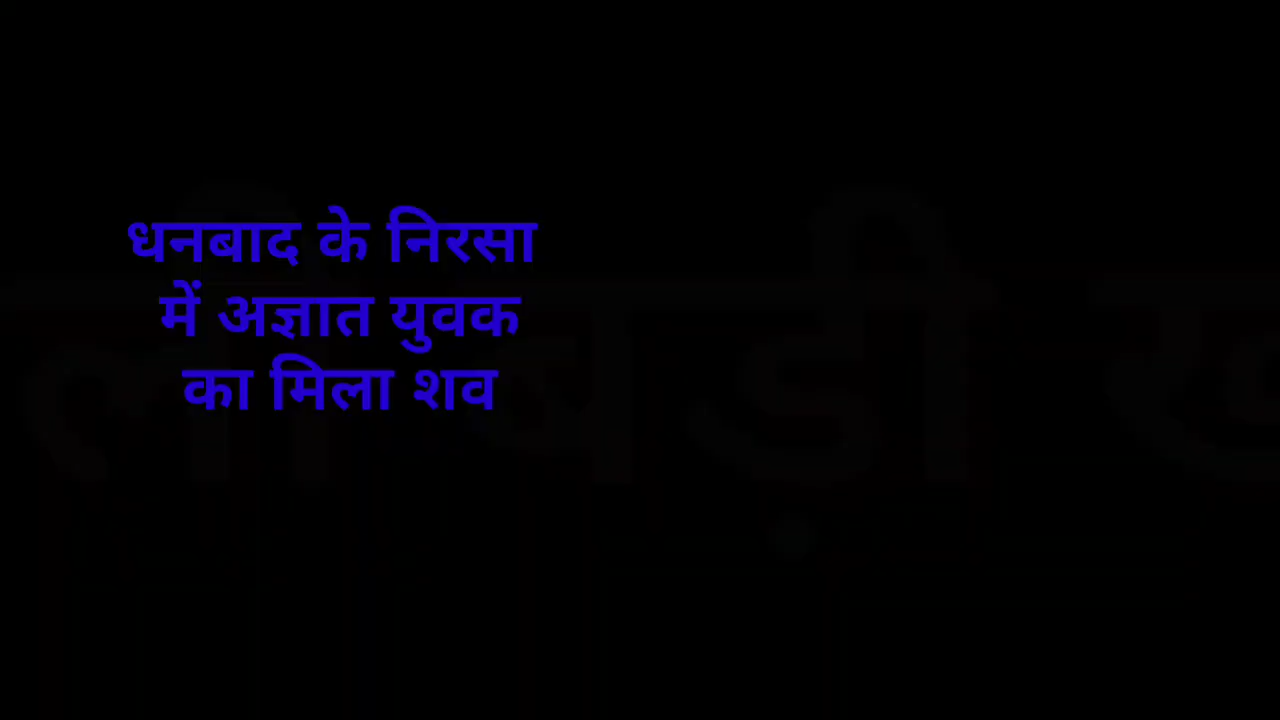 धनबाद के निरसा
में अज्ञात युवक
का मिला शव